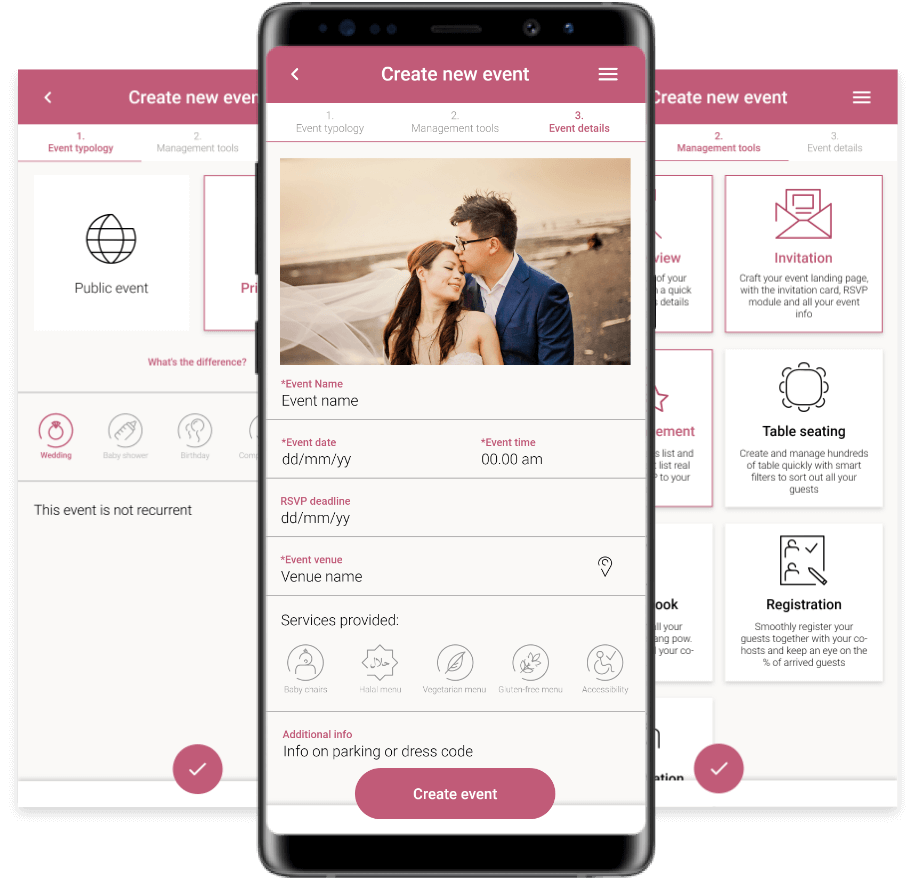 Create new even
1.
Event typology
2.
Management tools
Public event
Pri
What's the difference?
Wedding
Baby shower
Birthday
This event is not recurrent
Create new event
1.
Event typology
2.
Management tools
3.
Event details
*Event Name
Event name
*Event date
dd/mm/yy
*Event time
00.00 am
RSVP deadline
dd/mm/yy
*Event venue
Venue name
Services provided:
Baby chairs
حلال
Halal menu
Vegetarian menu
Gluten-free menu
Accessibility
Additional info
Info on parking or dress code
Create event
Create new event
2.
Management tools
3.
Event details
view
of your
a quick
details
Invitation
Craft your event landing page,
with the invitation card, RSVP
module and all your event
info
ement
s list and
list real
P to your
Table seating
Create and manage hundreds
of table quickly with smart
filters to sort out all your
guests
ook
all your
ang pow.
your co-
Registration
Smoothly register your
guests together with your co-
hosts and keep an eye on the
% of arrived guests
ation